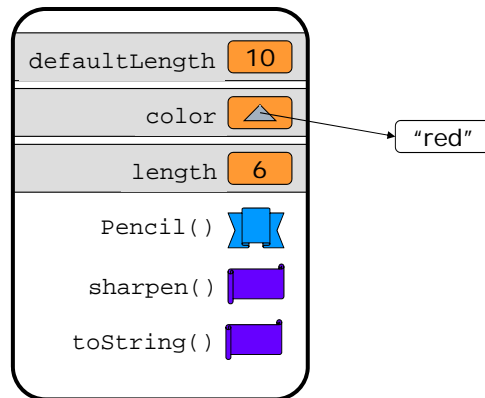 defaultLength 10
color
“red”
length 6
Pencil()
sharpen()
toString()